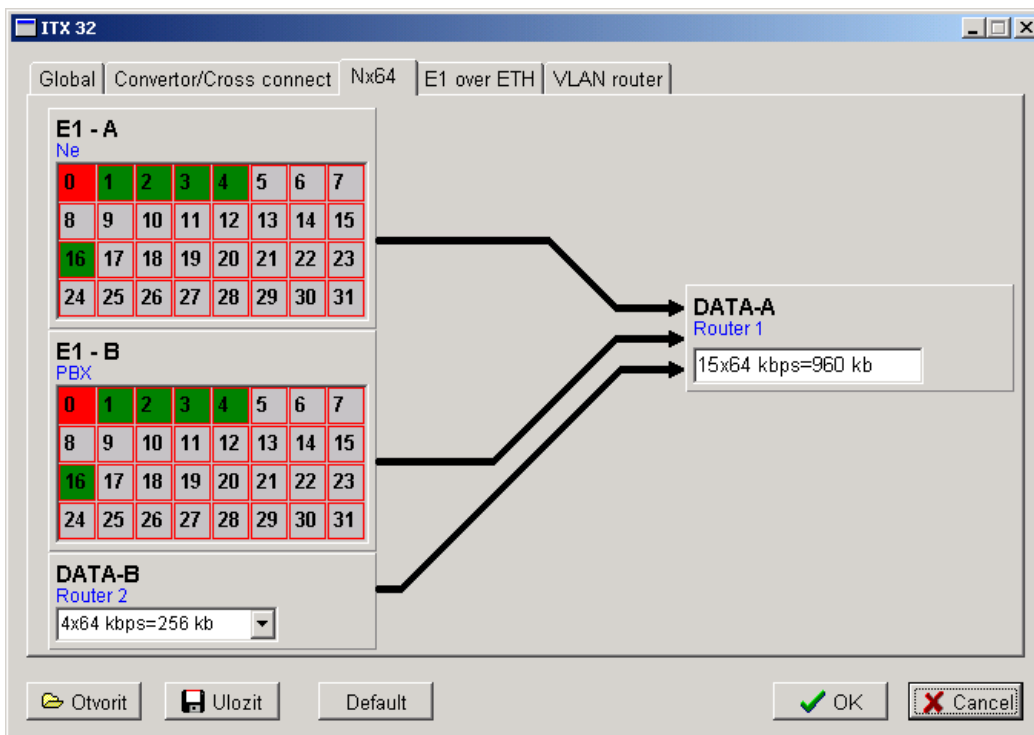 ITX 32
Global Convertor/Cross connect Nx64 E1 over ETH VLAN router
E1 - A
Ne
0 1 2 3 4 5 6 7
8 9 10 11 12 13 14 15
16 17 18 19 20 21 22 23
24 25 26 27 28 29 30 31
E1 - B
PBX
0 1 2 3 4 5 6 7
8 9 10 11 12 13 14 15
16 17 18 19 20 21 22 23
24 25 26 27 28 29 30 31
DATA-B
Router 2
4x64 kbps=256 kb
DATA-A
Router 1
15x64 kbps=960 kb
Otvorit Ulozit Default OK Cancel